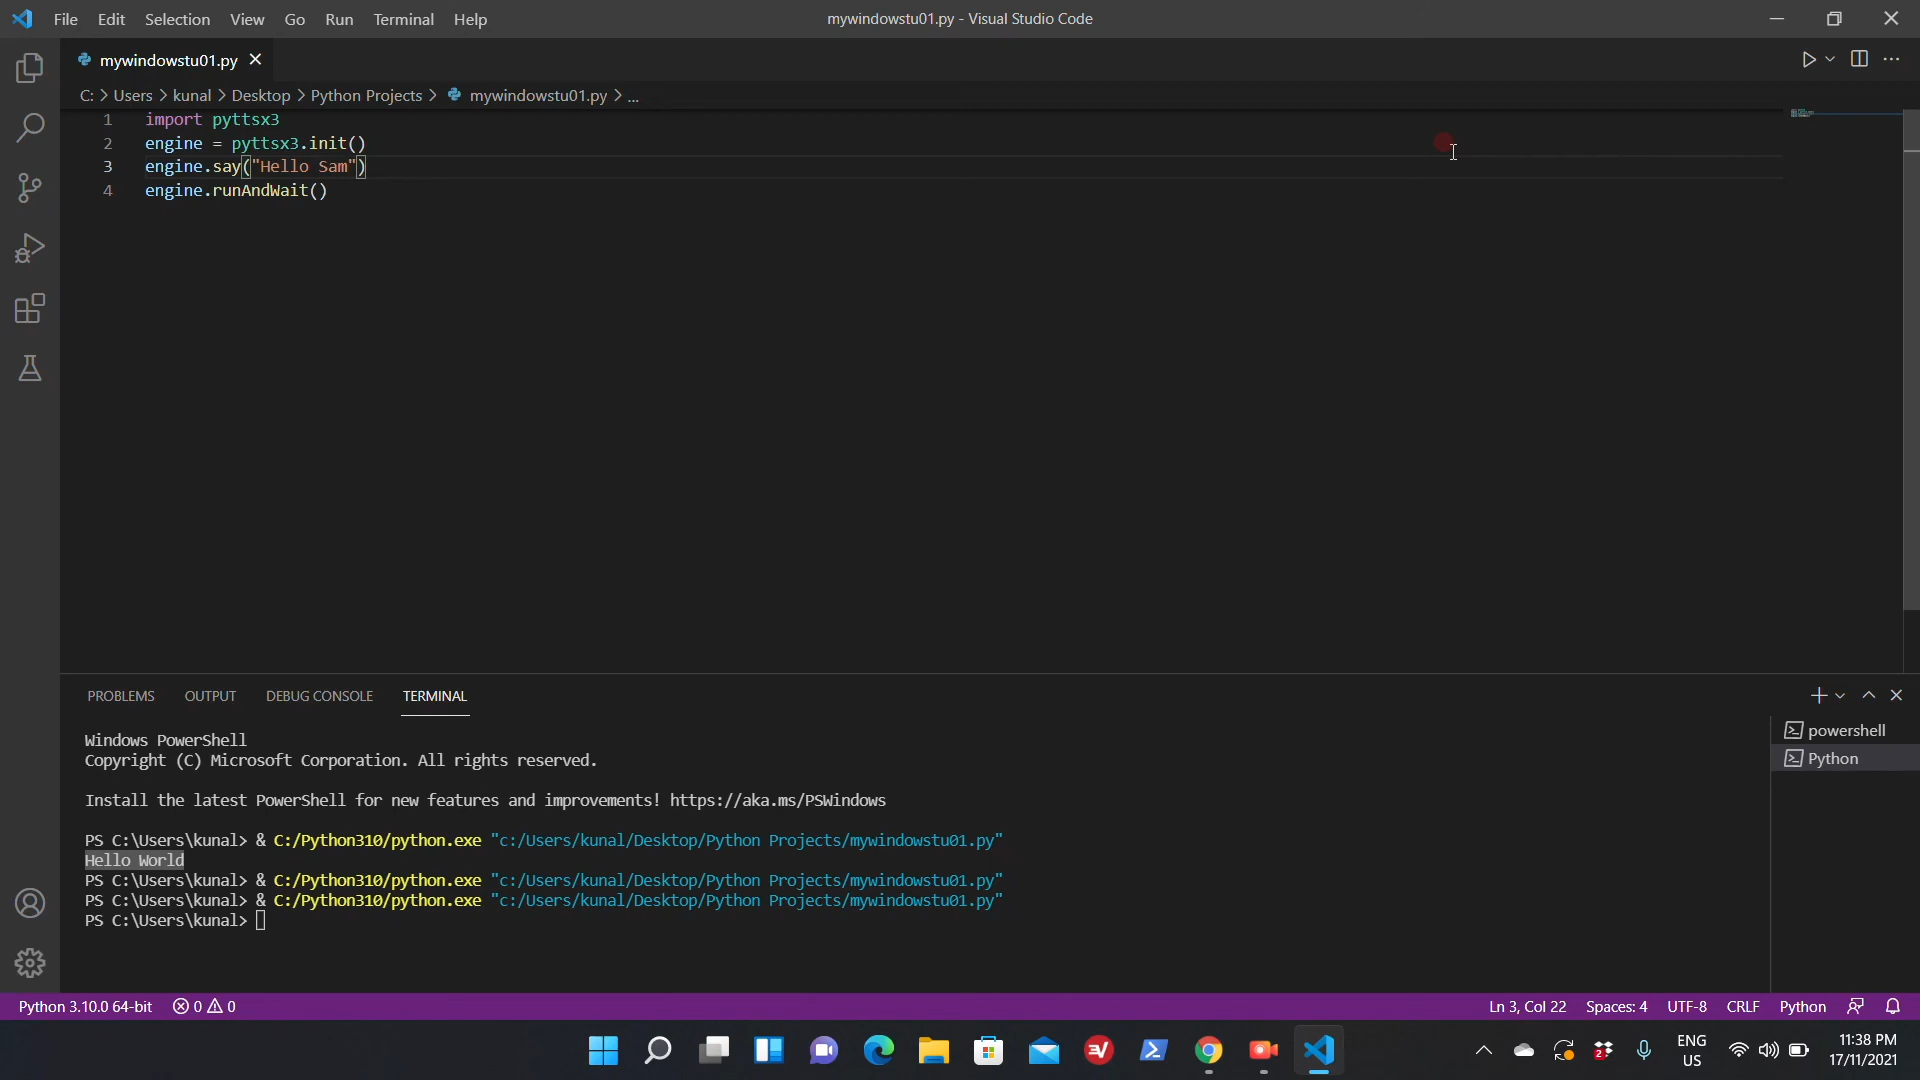 File Edit Selection View Go Run Terminal Help
mywindowstu01.py - Visual Studio Code
mywindowstu01.py
C: > Users > kunal > Desktop > Python Projects > mywindowstu01.py > ...
1 import pyttsx3
2 engine = pyttsx3.init()
3 engine.say("Hello Sam")
4 engine.runAndWait()
PROBLEMS OUTPUT DEBUG CONSOLE TERMINAL
powershell
Python
Windows PowerShell
Copyright (C) Microsoft Corporation. All rights reserved.
Install the latest PowerShell for new features and improvements! https://aka.ms/PSWindows
PS C:\Users\kunal> & C:/Python310/python.exe "c:/Users/kunal/Desktop/Python Projects/mywindowstu01.py"
Hello World
PS C:\Users\kunal> & C:/Python310/python.exe "c:/Users/kunal/Desktop/Python Projects/mywindowstu01.py"
PS C:\Users\kunal> & C:/Python310/python.exe "c:/Users/kunal/Desktop/Python Projects/mywindowstu01.py"
PS C:\Users\kunal>
Python 3.10.0 64-bit 0 0 Ln 3, Col 22 Spaces: 4 UTF-8 CRLF Python
2
ENG
US
11:38 PM
17/11/2021